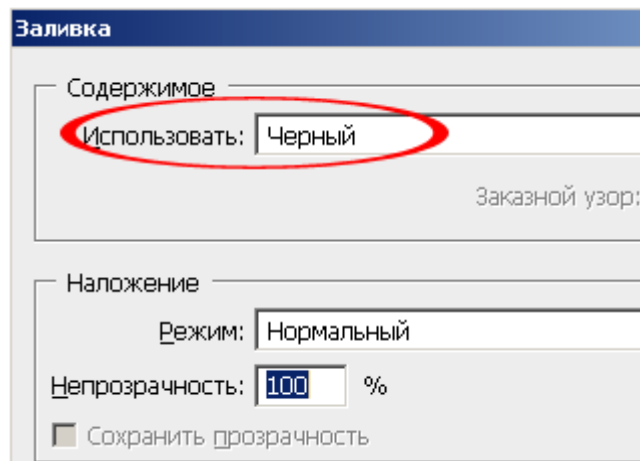 Заливка
Содержимое
Использовать: Черный
Заказной узор:
Наложение
Режим: Нормальный
Непрозрачность: 100 %
Сохранить прозрачность